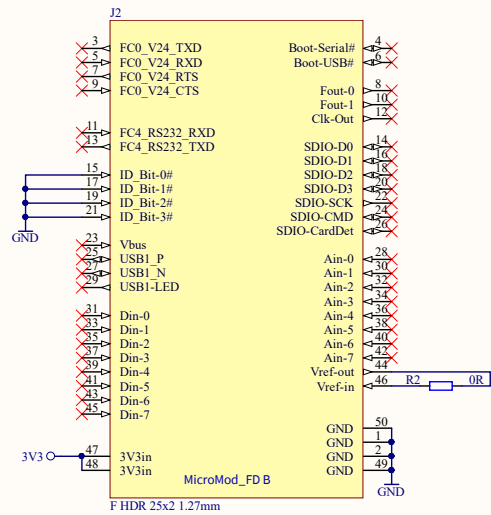 J2
3 FC0_V24_TXD Boot-Serial# 4
5 FC0_V24_RXD Boot-USB# 6
7 FC0_V24_RTS
9 FC0_V24_CTS Fout-0 8
Fout-1 10
Clk-Out 12
11 FC4_RS232_RXD
13 FC4_RS232_TXD SDIO-D0 14
SDIO-D1 16
15 ID_Bit-0# SDIO-D2 18
17 ID_Bit-1# SDIO-D3 20
19 ID_Bit-2# SDIO-SCK 22
21 ID_Bit-3# SDIO-CMD 24
GND SDIO-CardDet 26
23 Vbus
25 USB1_P Ain-0 28
27 USB1_N Ain-1 30
29 USB1-LED Ain-2 32
Ain-3 34
31 Din-0 Ain-4 36
33 Din-1 Ain-5 38
35 Din-2 Ain-6 40
37 Din-3 Ain-7 42
39 Din-4 Vref-out 44
41 Din-5 Vref-in 46 R2 0R
43 Din-6
45 Din-7
GND 50
GND 1
3V3 47 3V3in GND 2
48 3V3in GND 49
MicroMod_FD B
GND
F HDR 25x2 1.27mm